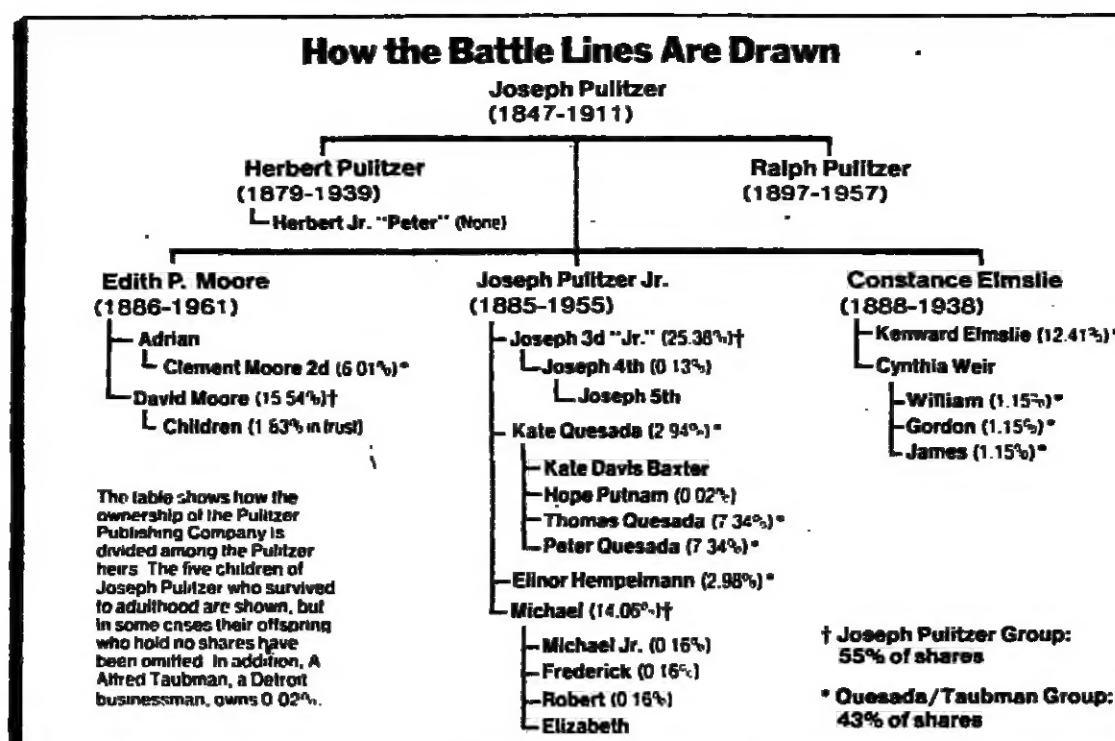 How the Battle Lines Are Drawn
Joseph Pulitzer
(1847-1911)
Herbert Pulitzer
(1879-1939)
Herbert Jr. "Peter" (None)
Ralph Pulitzer
(1897-1957)
Edith P. Moore
(1886-1961)
Adrian
Clement Moore 2d (6 01%)*
David Moore (15 54%)†
Children (1 83% in trust)
Joseph Pulitzer Jr.
(1885-1955)
Joseph 3d "Jr." (25.38%)†
Joseph 4th (0 13%)
Joseph 5th
Kate Quesada (2 94%)*
Kate Davis Baxter
Hope Putnam (0 02%)
Thomas Quesada (7 34%)*
Peter Quesada (7 34%)*
Elinor Hempelmann (2.98%)*
Michael (14.06%)†
Michael Jr. (0 16%)
Frederick (0 16%)
Robert (0 16%)
Elizabeth
Constance Elmslie
(1888-1938)
Kenward Elmslie (12.41%)*
Cynthia Weir
William (1.15%)*
Gordon (1.15%)*
James (1.15%)*
The table shows how the
ownership of the Pulitzer
Publishing Company is
divided among the Pulitzer
heirs The five children of
Joseph Pulitzer who survived
to adulthood are shown, but
in some cases their offspring
who hold no shares have
been omitted In addition, A
Alfred Taubman, a Detroit
businessman, owns 0 02%.
† Joseph Pulitzer Group:
55% of shares
* Quesada/Taubman Group:
43% of shares